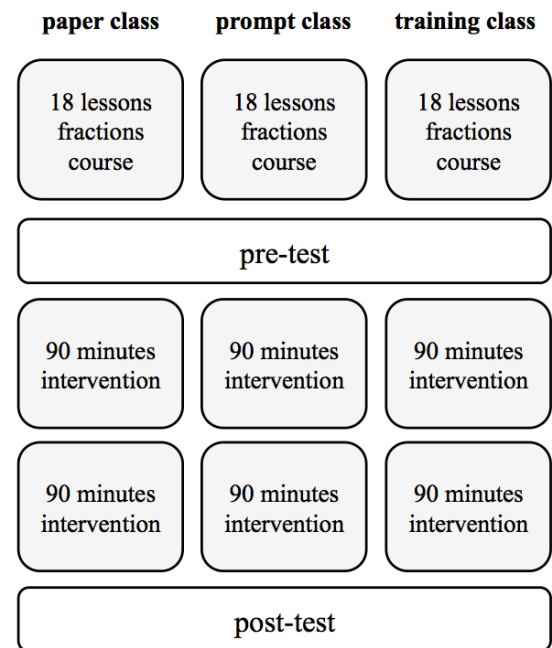 paper class prompt class training class
18 lessons
fractions
course
18 lessons
fractions
course
18 lessons
fractions
course
pre-test
90 minutes
intervention
90 minutes
intervention
90 minutes
intervention
90 minutes
intervention
90 minutes
intervention
90 minutes
intervention
post-test